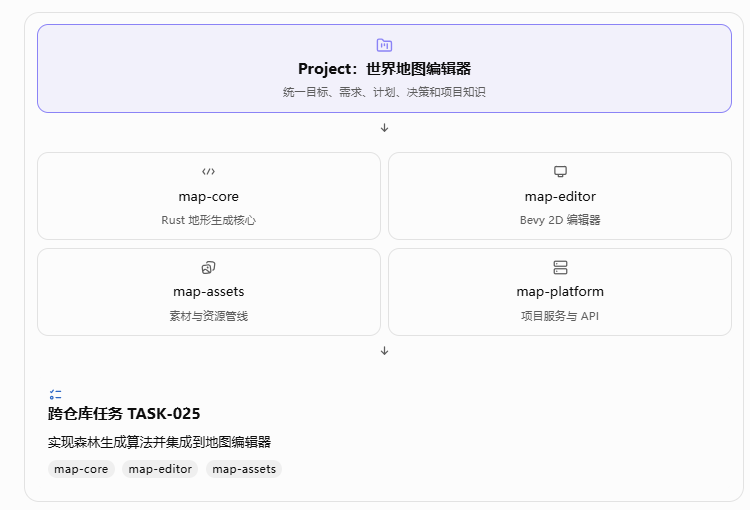 Project：世界地图编辑器
统一目标、需求、计划、决策和项目知识
map-core
Rust 地形生成核心
map-editor
Bevy 2D 编辑器
map-assets
素材与资源管线
map-platform
项目服务与 API
跨仓库任务 TASK-025
实现森林生成算法并集成到地图编辑器
map-core map-editor map-assets